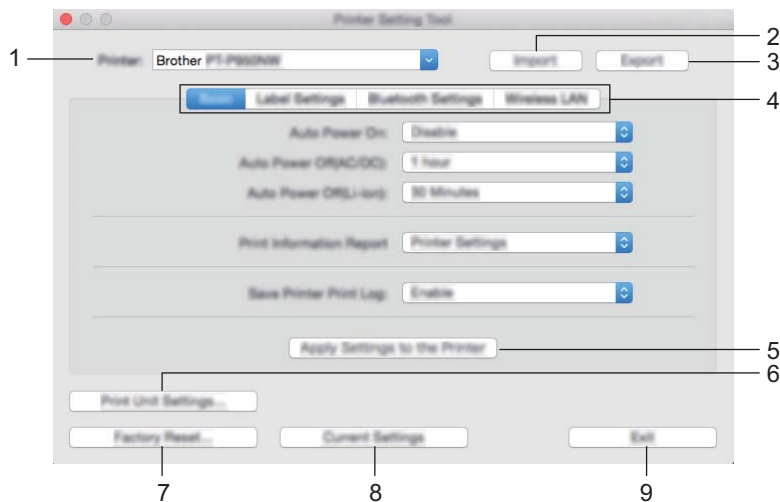 Printer Setting Tool
2
1 Printer: Brother PT-P950NW Import Export
3
Basic Label Settings Bluetooth Settings Wireless LAN 4
Auto Power On: Disable
Auto Power Off(AC/DC): 1 hour
Auto Power Off(Li-ion): 30 Minutes
Print Information Report Printer Settings
Save Printer Print Log: Enable
Apply Settings to the Printer 5
6
Print Unit Settings...
Factory Reset... Current Settings Exit
7 8 9